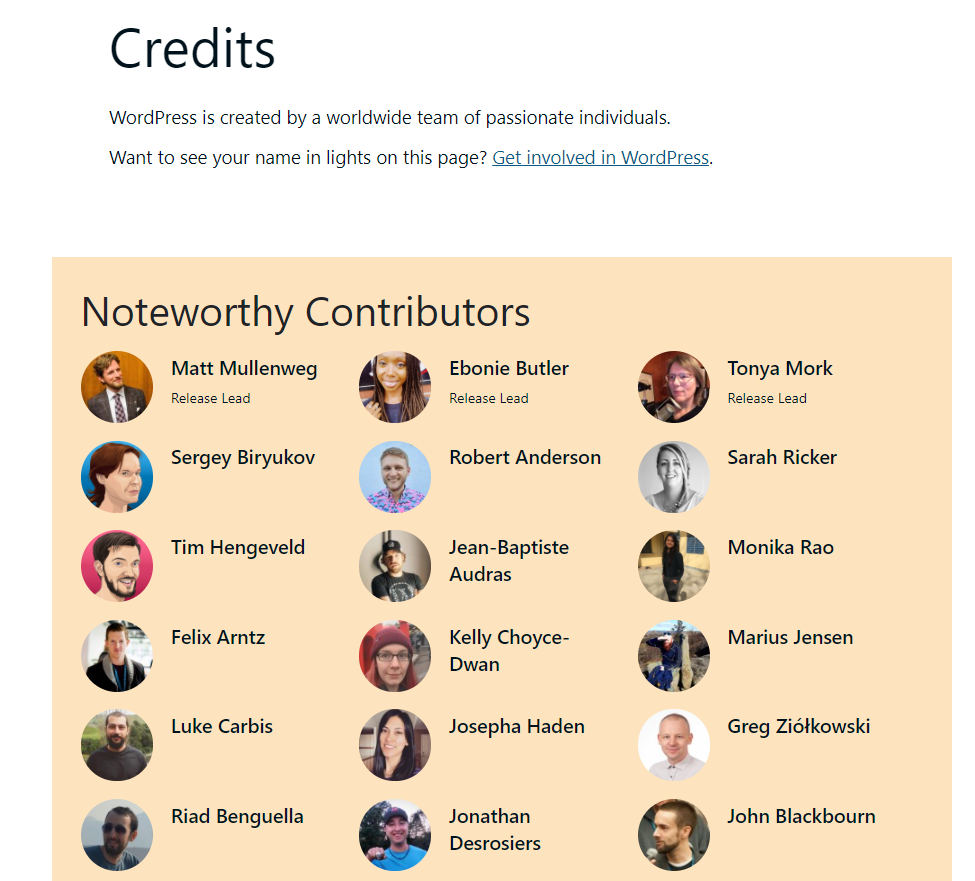 Credits
WordPress is created by a worldwide team of passionate individuals.
Want to see your name in lights on this page? Get involved in WordPress.
Noteworthy Contributors
Matt Mullenweg
Release Lead
Ebonie Butler
Release Lead
Tonya Mork
Release Lead
Sergey Biryukov
Robert Anderson
Sarah Ricker
Tim Hengeveld
Jean-Baptiste
Audras
Monika Rao
Felix Arntz
Kelly Choyce-
Dwan
Marius Jensen
Luke Carbis
Josepha Haden
Greg Ziółkowski
Riad Benguella
Jonathan
Desrosiers
John Blackbourn